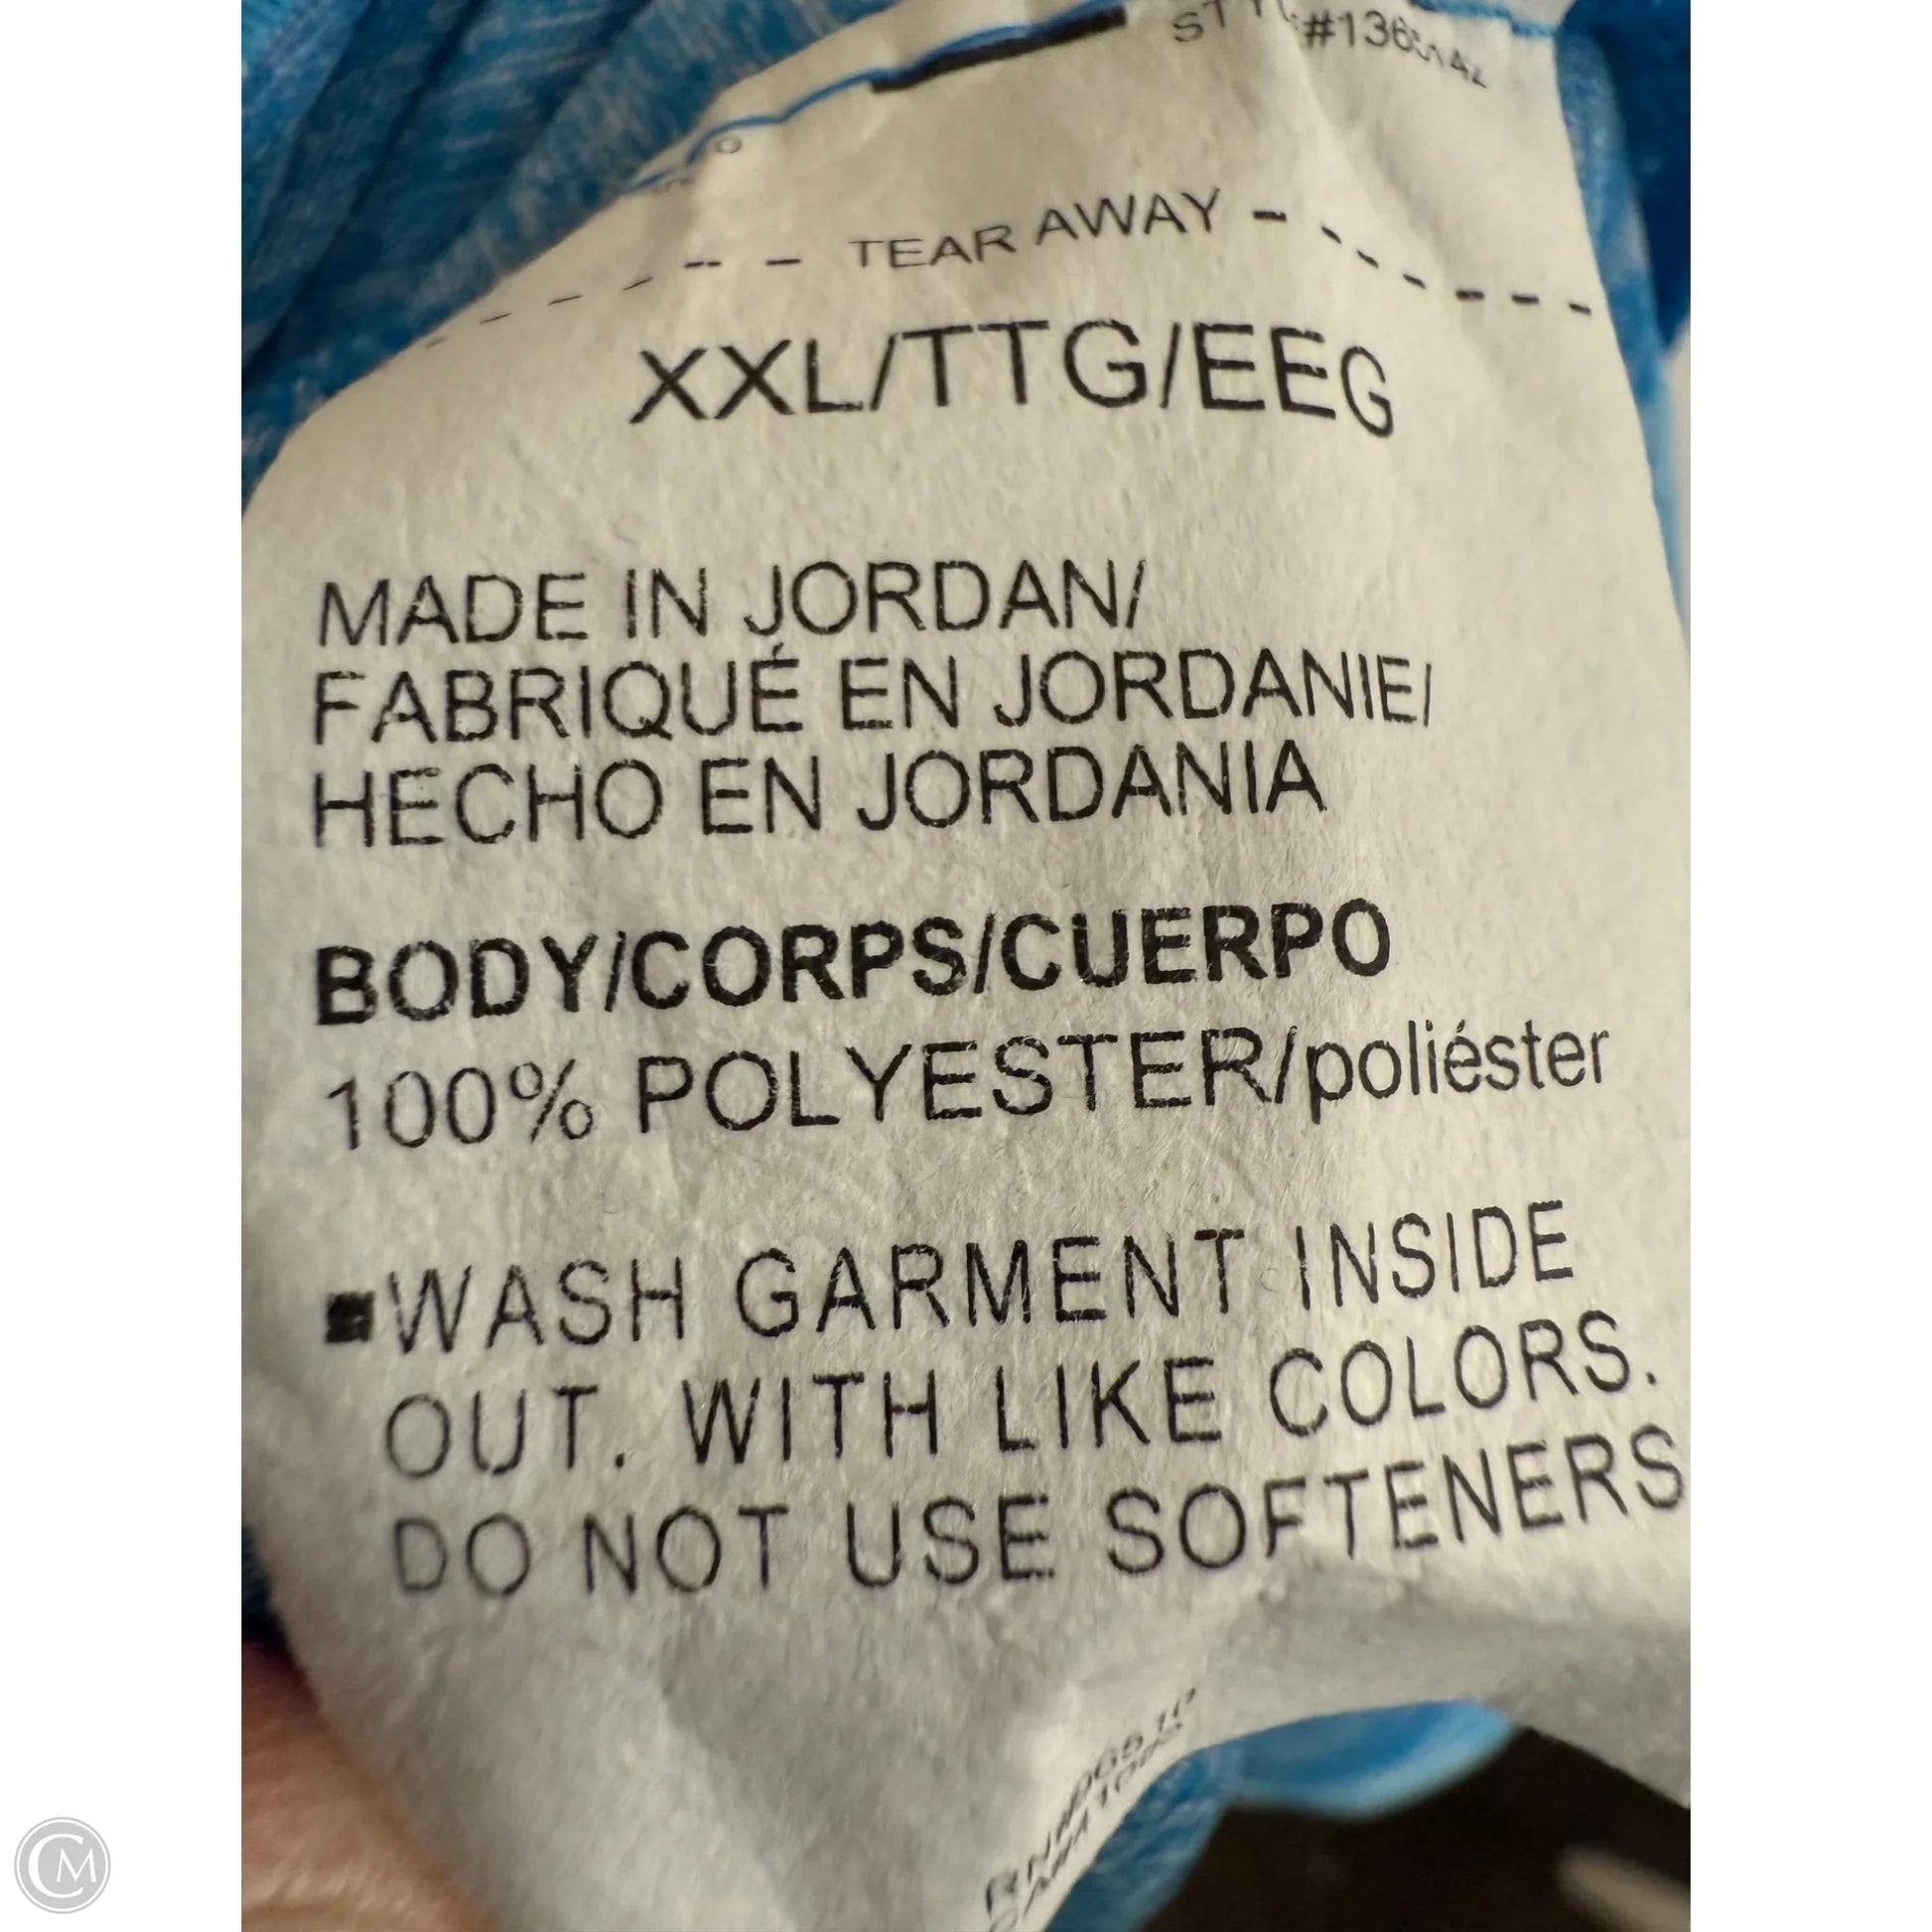 TEAR AWAY
XXL/TTG/EEG
MADE IN JORDAN/
FABRIQUÉ EN JORDANIE/
HECHO EN JORDANIA
BODY/CORPS/CUERPO
100% POLYESTER/poliéster
▪WASH GARMENT INSIDE
OUT. WITH LIKE COLORS.
DO NOT USE SOFTENERS
CM